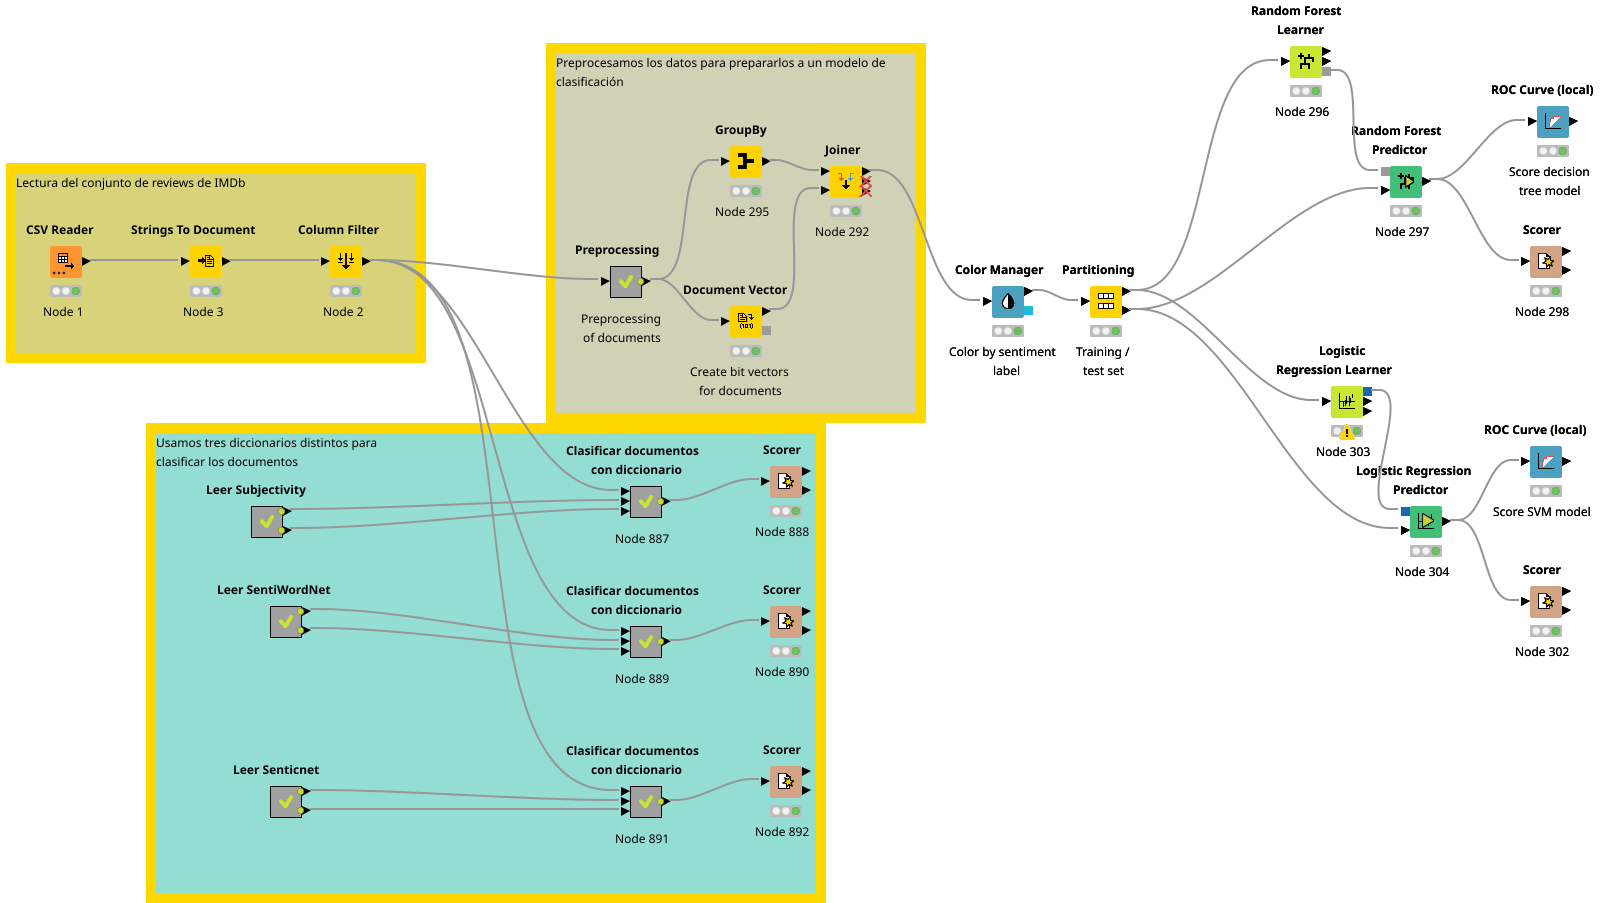 Lectura del conjunto de reviews de IMDb
CSV Reader
Node 1
Strings To Document
Node 3
Column Filter
Node 2
Preprocesamos los datos para prepararlos a un modelo de
clasificación
Preprocessing
Preprocessing
of documents
GroupBy
Node 295
Document Vector
(101)
Create bit vectors
for documents
Joiner
Node 292
Color Manager
Color by sentiment
label
Partitioning
Training /
test set
Random Forest
Learner
Node 296
Random Forest
Predictor
Node 297
ROC Curve (local)
Score decision
tree model
Scorer
Node 298
Logistic
Regression Learner
Node 303
Logistic Regression
Predictor
Node 304
ROC Curve (local)
Score SVM model
Scorer
Node 302
Usamos tres diccionarios distintos para
clasificar los documentos
Leer Subjectivity
Clasificar documentos
con diccionario
Node 887
Scorer
Node 888
Leer SentiWordNet
Clasificar documentos
con diccionario
Node 889
Scorer
Node 890
Leer Senticnet
Clasificar documentos
con diccionario
Node 891
Scorer
Node 892